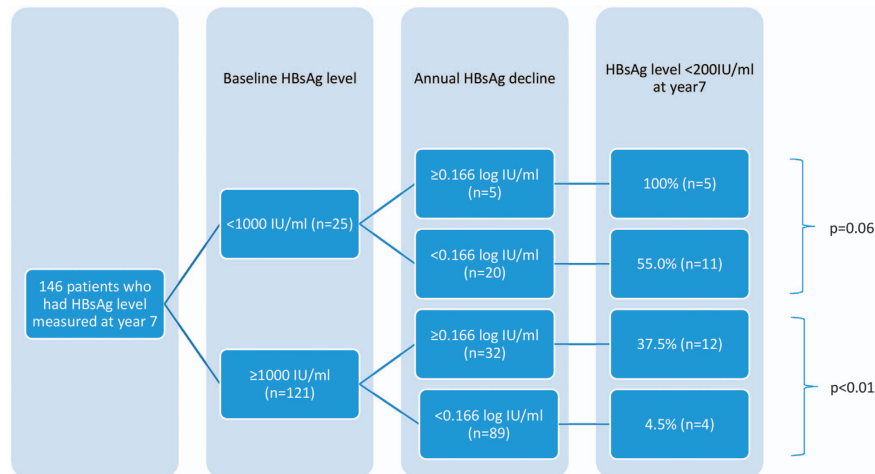 Baseline HBsAg level
Annual HBsAg decline
HBsAg level <200IU/ml
at year7
146 patients who
had HBsAg level
measured at year 7
<1000 IU/ml (n=25)
≥1000 IU/ml
(n=121)
≥0.166 log IU/ml
(n=5)
<0.166 log IU/ml
(n=20)
≥0.166 log IU/ml
(n=32)
<0.166 log IU/ml
(n=89)
100% (n=5)
55.0% (n=11)
37.5% (n=12)
4.5% (n=4)
p=0.06
p<0.01